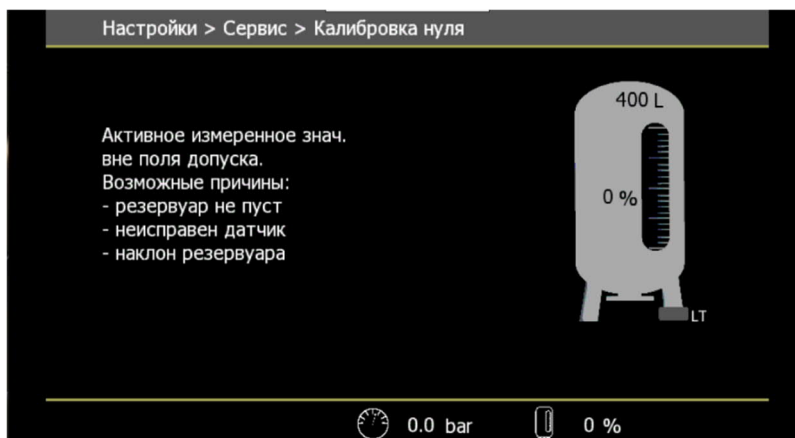 Настройки > Сервис > Калибровка нуля
400 L
Активное измеренное знач.
вне поля допуска.
Возможные причины:
- резервуар не пуст
0 %
- неисправен датчик
- наклон резервуара
LT
0.0 bar
0 %